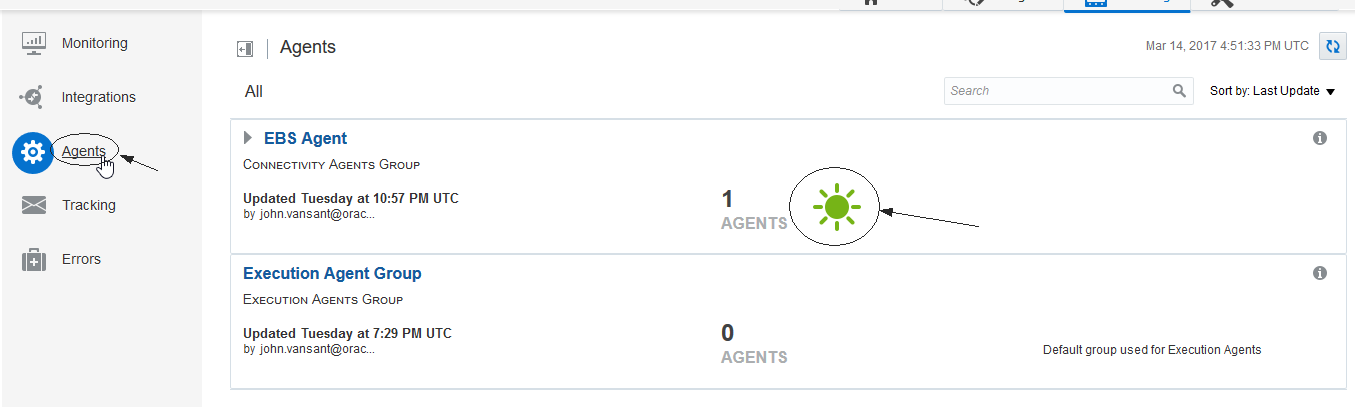 Monitoring
Integrations
Agents
Tracking
Errors
Agents
Mar 14, 2017 4:51:33 PM UTC
All
Search
Sort by: Last Update
EBS Agent
Connectivity Agents Group
Updated Tuesday at 10:57 PM UTC
by john.vansant@orac...
1
AGENTS
Execution Agent Group
Execution Agents Group
Updated Tuesday at 7:29 PM UTC
by john.vansant@orac...
0
AGENTS
Default group used for Execution Agents